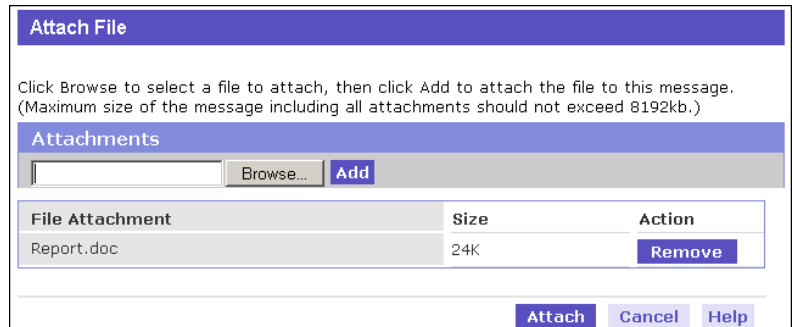 Attach File
Click Browse to select a file to attach, then click Add to attach the file to this message.
(Maximum size of the message including all attachments should not exceed 8192kb.)
Attachments
Browse... Add
File Attachment Size Action
Report.doc 24K Remove
Attach Cancel Help